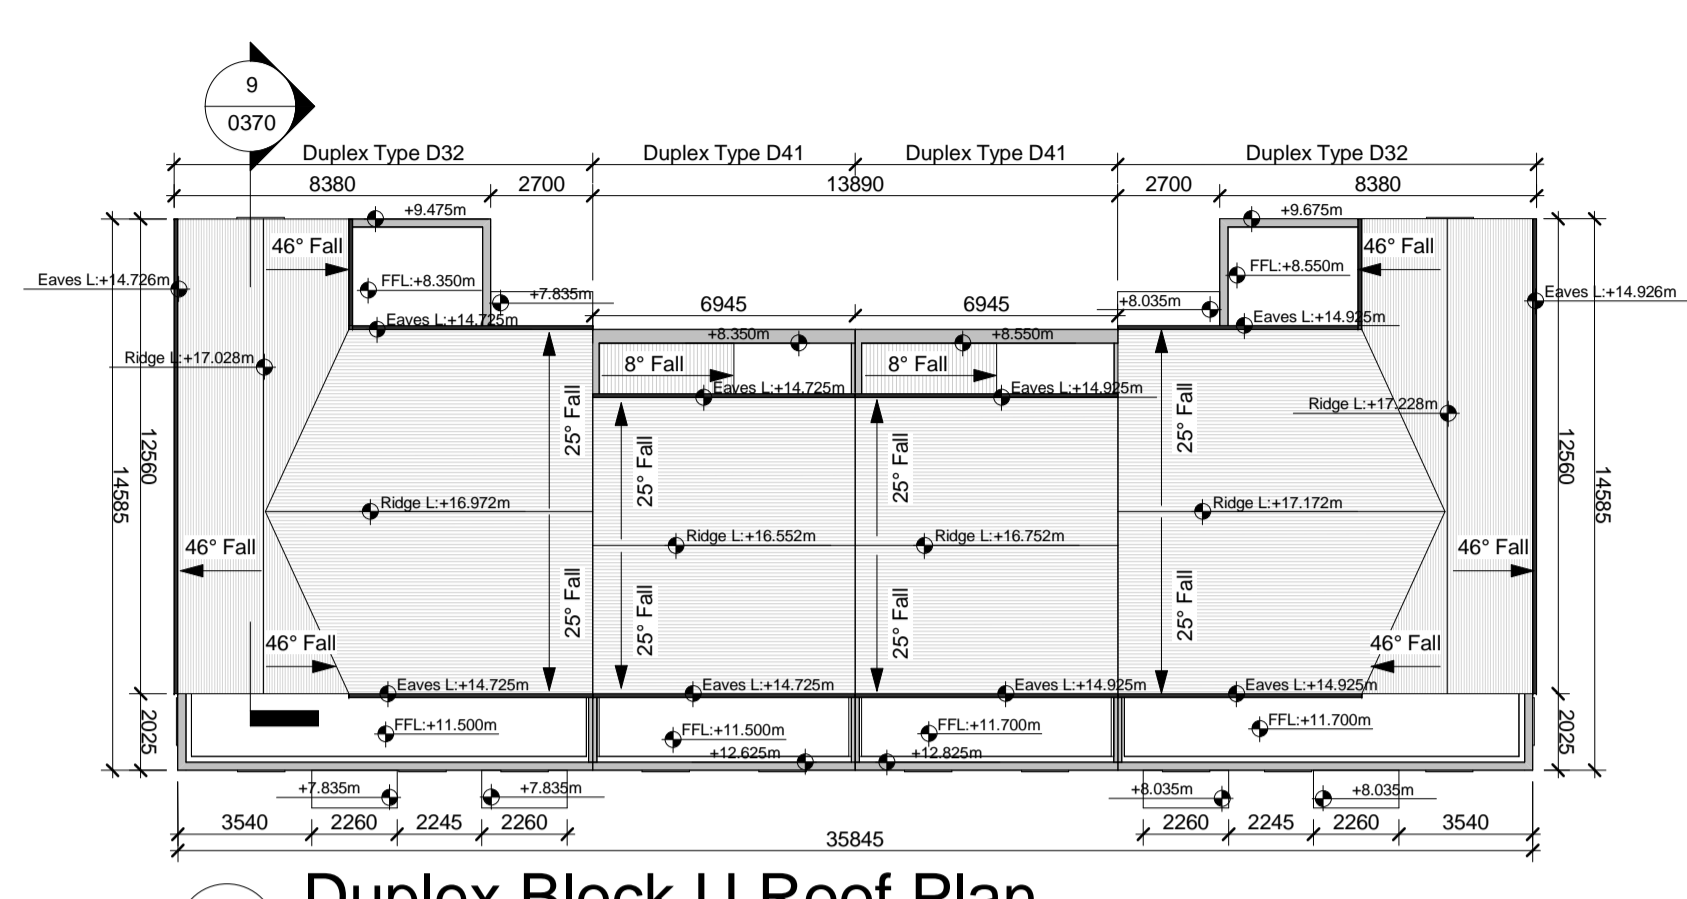 9
0370
Duplex Type D32
Duplex Type D41
Duplex Type D41
Duplex Type D32
8380
2700
13890
2700
8380
+9.475m
+9.675m
46° Fall
46° Fall
FFL:+8.350m
FFL:+8.550m
Eaves L:+14.726m
Eaves L:+14.926m
+7.835m
+8.035m
6945
6945
Eaves L:+14.725m
Eaves L:+14.925m
+8.350m
+8.550m
Ridge L:+17.028m
8° Fall
8° Fall
Eaves L:+14.725m
Eaves L:+14.925m
Ridge L:+17.228m
25° Fall
25° Fall
25° Fall
25° Fall
14585
12560
12560
14585
Ridge L:+16.972m
Ridge L:+17.172m
Ridge L:+16.552m
Ridge L:+16.752m
46° Fall
46° Fall
25° Fall
25° Fall
25° Fall
25° Fall
46° Fall
46° Fall
Eaves L:+14.725m
Eaves L:+14.725m
Eaves L:+14.925m
Eaves L:+14.925m
2025
FFL:+11.500m
FFL:+11.500m
FFL:+11.700m
FFL:+11.700m
2025
+12.625m
+12.825m
+7.835m
+7.835m
+8.035m
+8.035m
3540
2260
2245
2260
35845
2260
2245
2260
3540
Duplex Block U Roof Plan